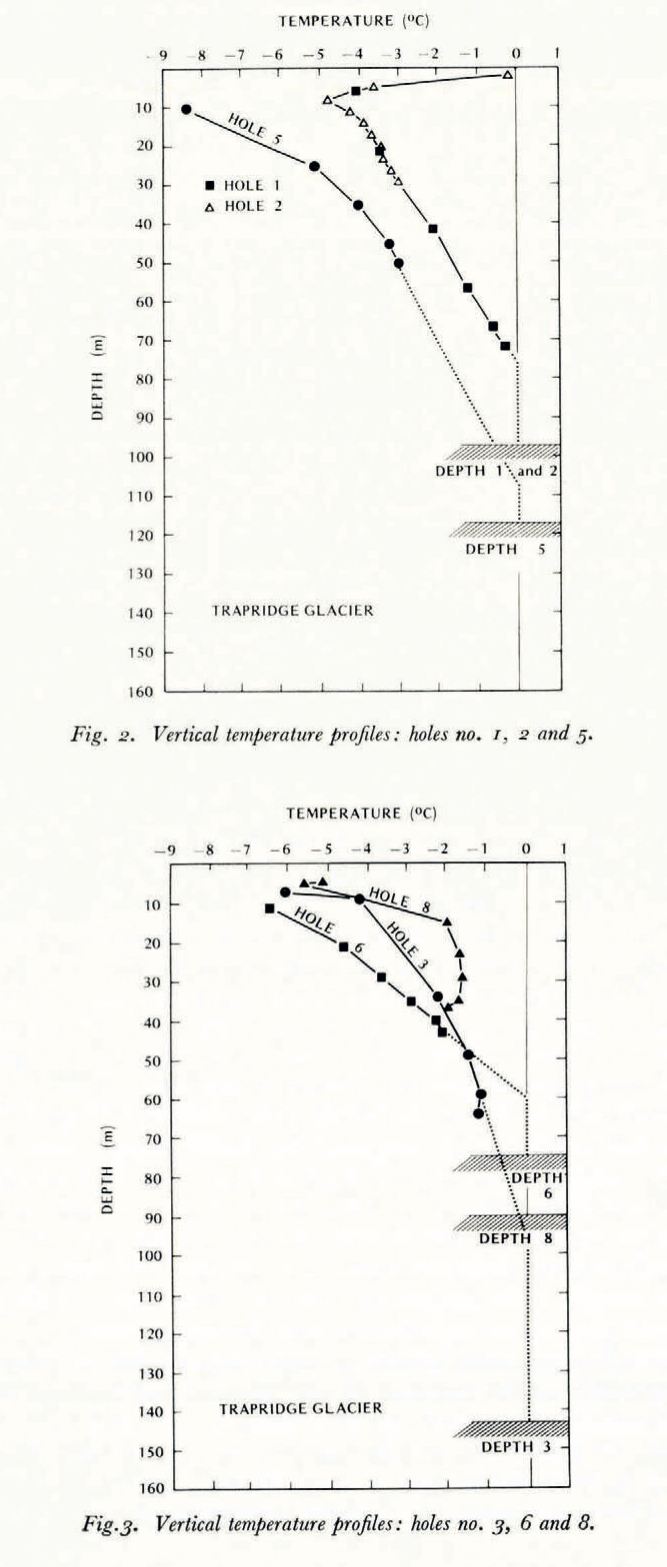 TEMPERATURE (ºC)
−9 −8 −7 −6 −5 −4 −3 −2 −1 0 1
10
HOLE 5
20
30
■ HOLE 1
△ HOLE 2
40
50
60
70
DEPTH (m)
80
90
100
DEPTH 1 and 2
110
120
DEPTH 5
130
140
TRAPRIDGE GLACIER
150
160
Fig. 2. Vertical temperature profiles: holes no. 1, 2 and 5.
TEMPERATURE (ºC)
−9 −8 −7 −6 −5 −4 −3 −2 −1 0 1
10
HOLE 8
HOLE 6
HOLE 3
20
30
40
50
60
70
DEPTH (m)
80
DEPTH
6
90
DEPTH 8
100
110
120
130
140
TRAPRIDGE GLACIER
150
DEPTH 3
160
Fig.3. Vertical temperature profiles: holes no. 3, 6 and 8.